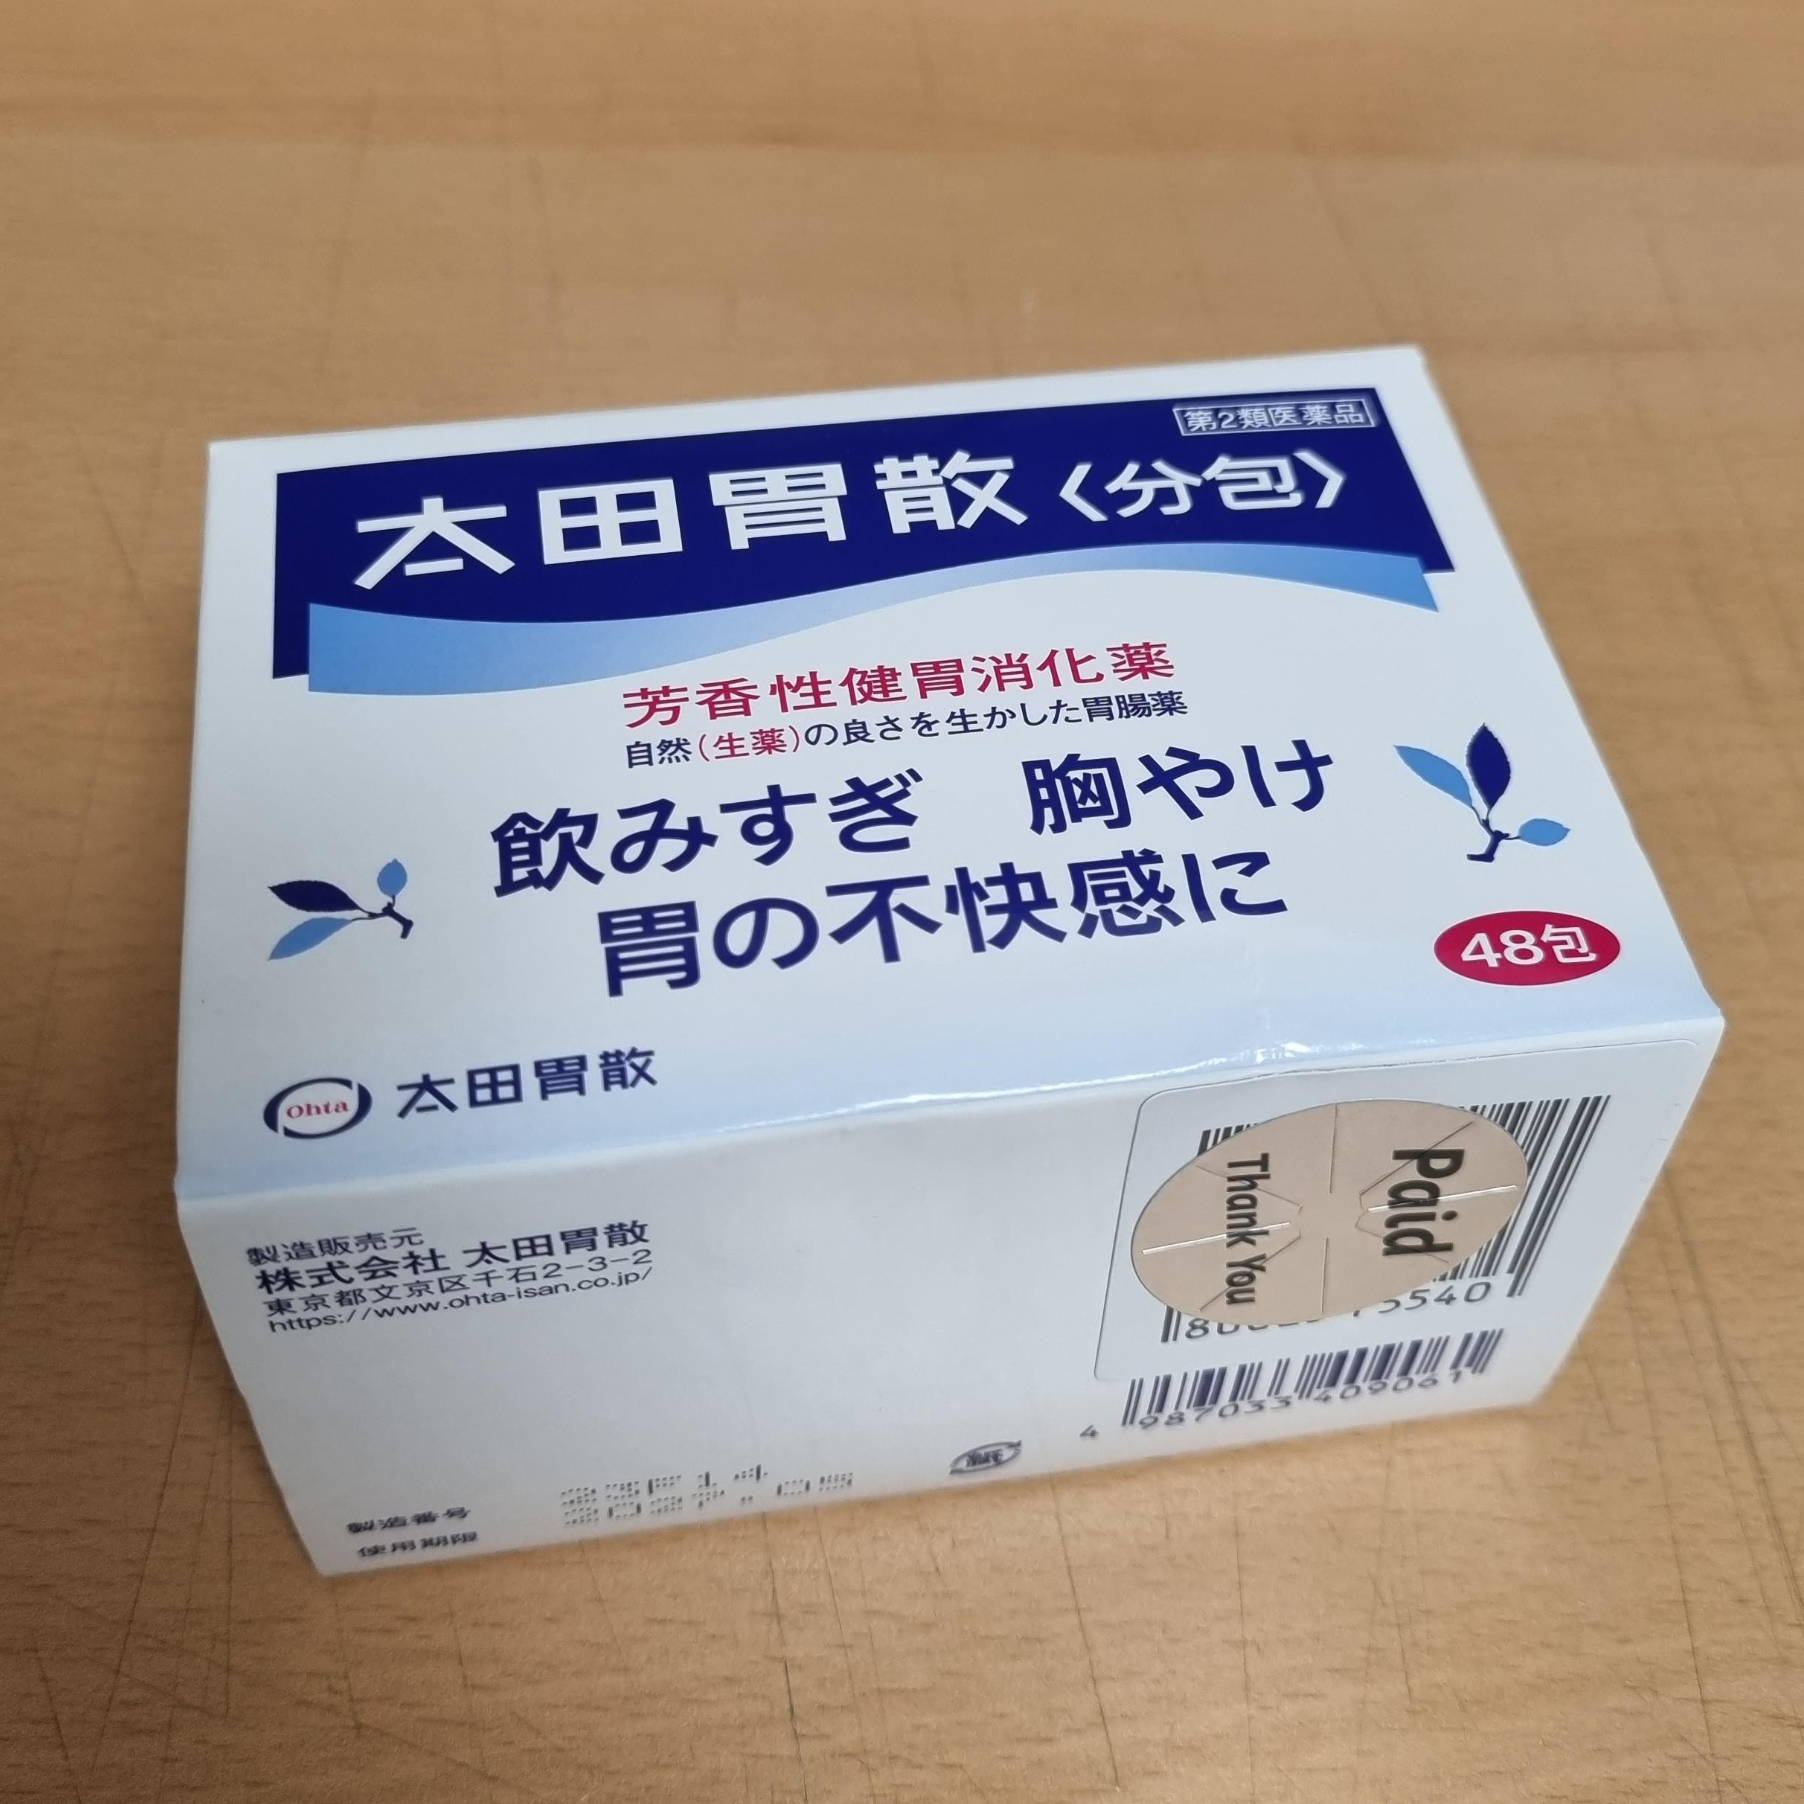 第2類医薬品
太田胃散〈分包〉
芳香性健胃消化薬
自然(生薬)の良さを生かした胃腸薬
飲みすぎ 胸やけ
胃の不快感に
48包
Ohta 太田胃散
製造販売元
株式会社 太田胃散
東京都文京区千石2-3-2
https://www.ohta-isan.co.jp/
Paid
Thank You
5540
4 987033 409061
製造番号
使用期限